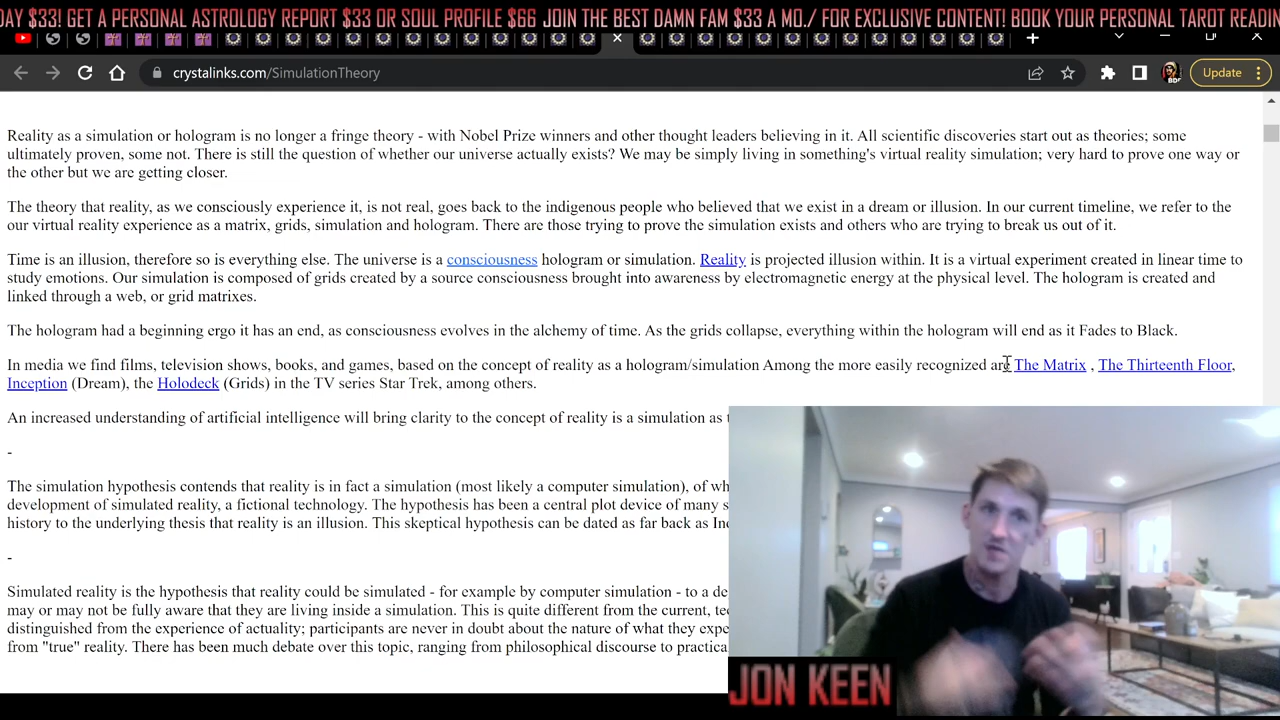 DAY $33! GET A PERSONAL ASTROLOGY REPORT $33 OR SOUL PROFILE $66 JOIN THE BEST DAMN FAM $33 A MO./ FOR EXCLUSIVE CONTENT! BOOK YOUR PERSONAL TAROT READIN
crystalinks.com/SimulationTheory
BDF
Update
Reality as a simulation or hologram is no longer a fringe theory - with Nobel Prize winners and other thought leaders believing in it. All scientific discoveries start out as theories; some
ultimately proven, some not. There is still the question of whether our universe actually exists? We may be simply living in something's virtual reality simulation; very hard to prove one way or
the other but we are getting closer.
The theory that reality, as we consciously experience it, is not real, goes back to the indigenous people who believed that we exist in a dream or illusion. In our current timeline, we refer to the
our virtual reality experience as a matrix, grids, simulation and hologram. There are those trying to prove the simulation exists and others who are trying to break us out of it.
Time is an illusion, therefore so is everything else. The universe is a consciousness hologram or simulation. Reality is projected illusion within. It is a virtual experiment created in linear time to
study emotions. Our simulation is composed of grids created by a source consciousness brought into awareness by electromagnetic energy at the physical level. The hologram is created and
linked through a web, or grid matrixes.
The hologram had a beginning ergo it has an end, as consciousness evolves in the alchemy of time. As the grids collapse, everything within the hologram will end as it Fades to Black.
In media we find films, television shows, books, and games, based on the concept of reality as a hologram/simulation Among the more easily recognized are The Matrix , The Thirteenth Floor,
Inception (Dream), the Holodeck (Grids) in the TV series Star Trek, among others.
An increased understanding of artificial intelligence will bring clarity to the concept of reality is a simulation as
-
The simulation hypothesis contends that reality is in fact a simulation (most likely a computer simulation), of
development of simulated reality, a fictional technology. The hypothesis has been a central plot device of many
history to the underlying thesis that reality is an illusion. This skeptical hypothesis can be dated as far back as
-
Simulated reality is the hypothesis that reality could be simulated - for example by computer simulation - to a
may or may not be fully aware that they are living inside a simulation. This is quite different from the current,
distinguished from the experience of actuality; participants are never in doubt about the nature of what they
from "true" reality. There has been much debate over this topic, ranging from philosophical discourse to
JON KEEN